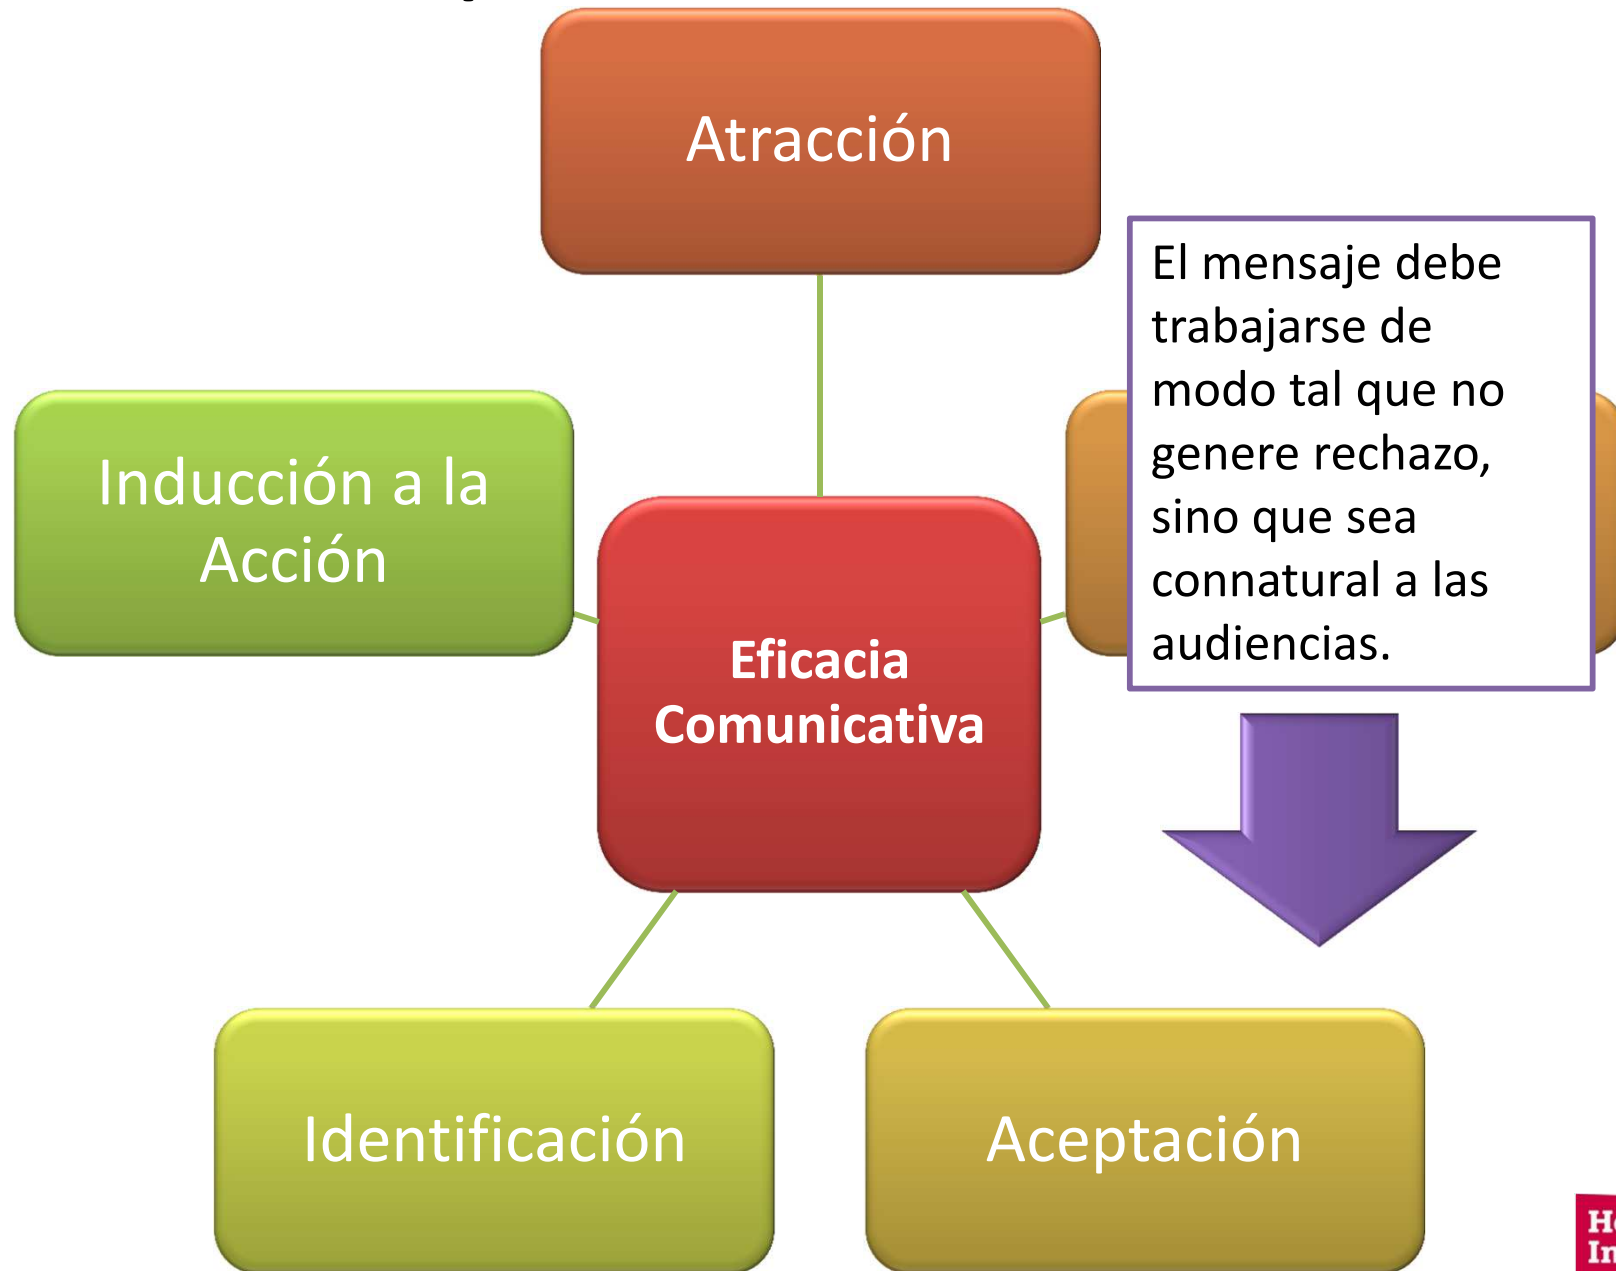 Atracción
El mensaje debe
trabajarse de
modo tal que no
genere rechazo,
sino que sea
connatural a las
audiencias.
Inducción a la
Acción
Eficacia
Comunicativa
Identificación
Aceptación